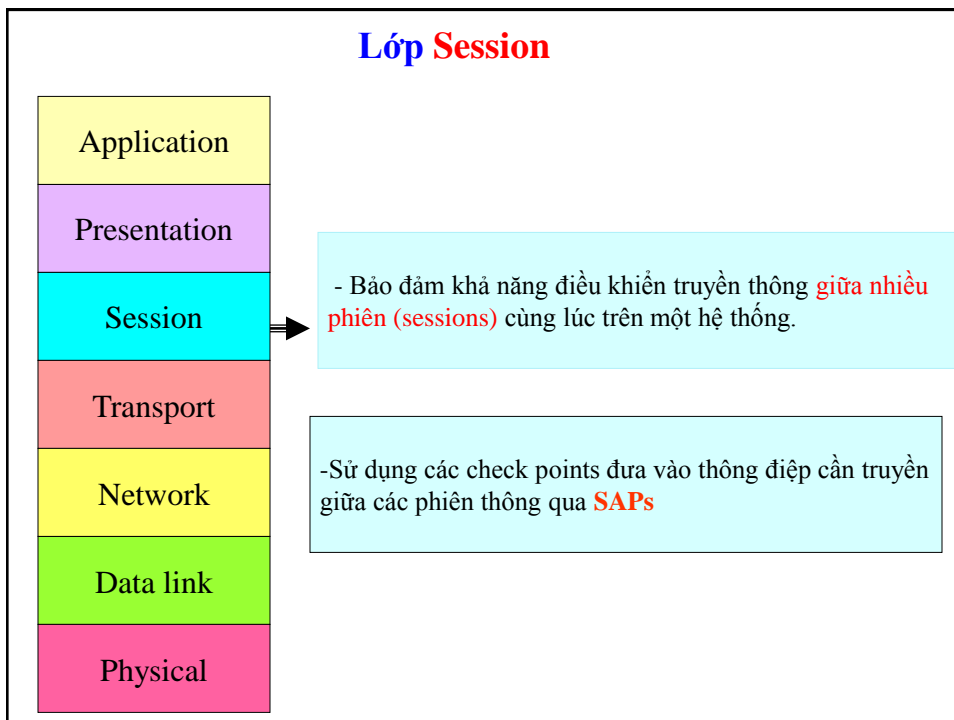 Lớp Session
Application
Presentation
Session
Transport
Network
Data link
Physical
- Bảo đảm khả năng điều khiển truyền thông giữa nhiều
phiên (sessions) cùng lúc trên một hệ thống.
-Sử dụng các check points đưa vào thông điệp cần truyền
giữa các phiên thông qua SAPs